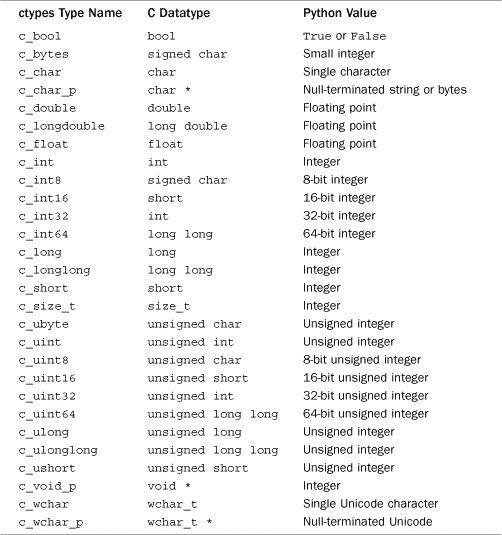 ctypes Type Name C Datatype Python Value
c_bool bool True or False
c_bytes signed char Small integer
c_char char Single character
c_char_p char * Null-terminated string or bytes
c_double double Floating point
c_longdouble long double Floating point
c_float float Floating point
c_int int Integer
c_int8 signed char 8-bit integer
c_int16 short 16-bit integer
c_int32 int 32-bit integer
c_int64 long long 64-bit integer
c_long long Integer
c_longlong long long Integer
c_short short Integer
c_size_t size_t Integer
c_ubyte unsigned char Unsigned integer
c_uint unsigned int Unsigned integer
c_uint8 unsigned char 8-bit unsigned integer
c_uint16 unsigned short 16-bit unsigned integer
c_uint32 unsigned int 32-bit unsigned integer
c_uint64 unsigned long long 64-bit unsigned integer
c_ulong unsigned long Unsigned integer
c_ulonglong unsigned long long Unsigned integer
c_ushort unsigned short Unsigned integer
c_void_p void * Integer
c_wchar wchar_t Single Unicode character
c_wchar_p wchar_t * Null-terminated Unicode